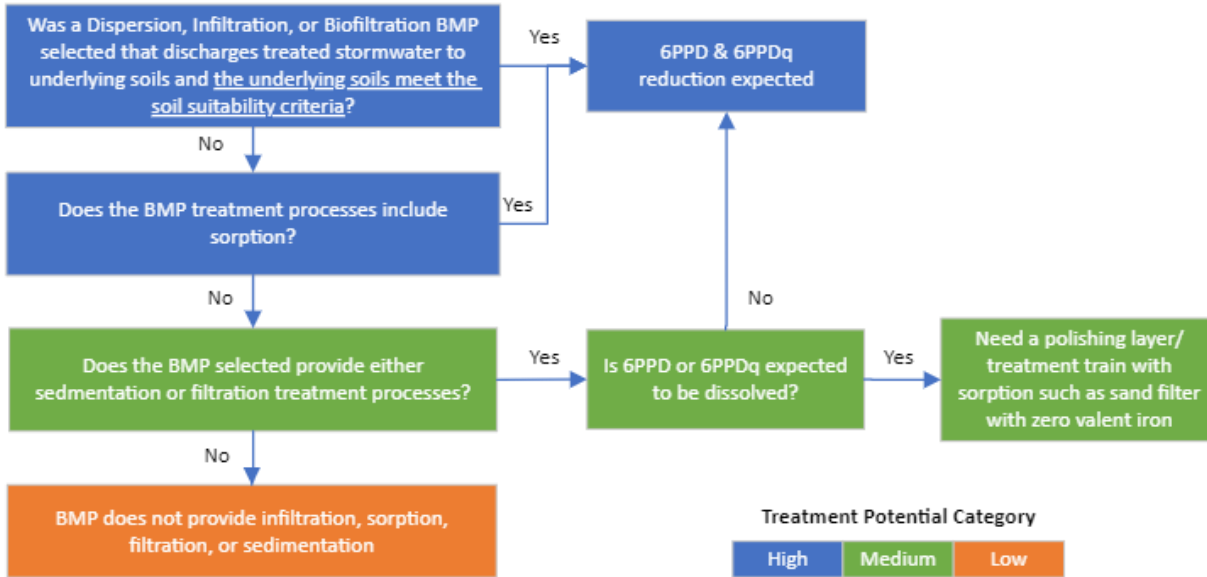 Was a Dispersion, Infiltration, or Biofiltration BMP
selected that discharges treated stormwater to
underlying soils and the underlying soils meet the
soil suitability criteria?
Yes
6PPD & 6PPDq
reduction expected
No
Does the BMP treatment processes include
sorption?
Yes
No
No
Does the BMP selected provide either
sedimentation or filtration treatment processes?
Yes
Is 6PPD or 6PPDq expected
to be dissolved?
Yes
Need a polishing layer/
treatment train with
sorption such as sand filter
with zero valent iron
No
BMP does not provide infiltration, sorption,
filtration, or sedimentation
Treatment Potential Category
High
Medium
Low